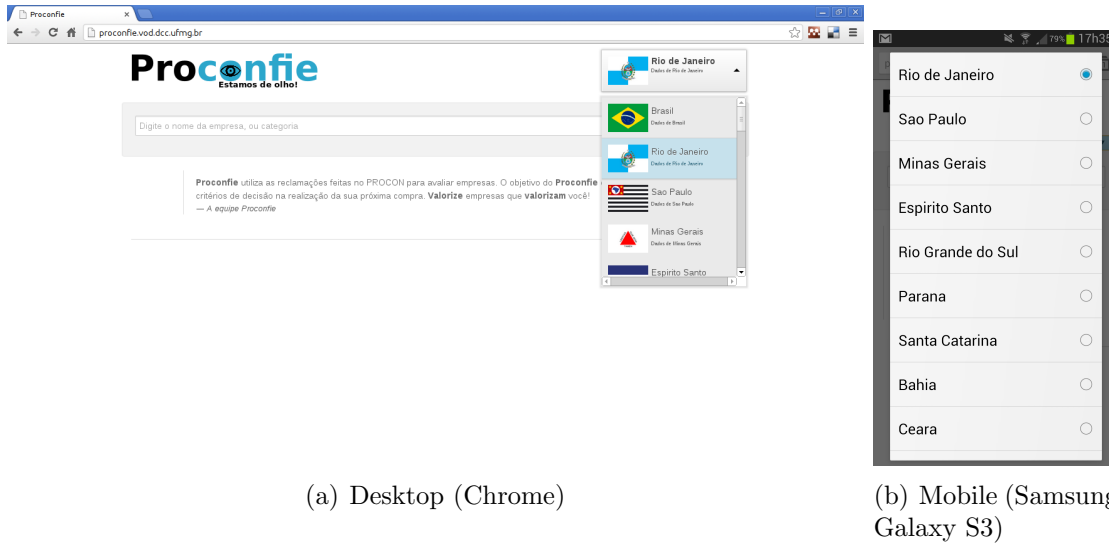 Proconfie
proconfie.vod.dcc.ufmg.br
Proconfie
Estamos de olho!
Rio de Janeiro
Dados de Rio de Janeiro
Digite o nome da empresa, ou categoria
Brasil
Dados de Brasil
Rio de Janeiro
Dados de Rio de Janeiro
Sao Paulo
Dados de Sao Paulo
Minas Gerais
Dados de Minas Gerais
Espirito Santo
Proconfie utiliza as reclamações feitas no PROCON para avaliar empresas. O objetivo do Proconfie
critérios de decisão na realização da sua próxima compra. Valorize empresas que valorizam você!
— A equipe Proconfie
79% 17h35
Rio de Janeiro
Sao Paulo
Minas Gerais
Espirito Santo
Rio Grande do Sul
Parana
Santa Catarina
Bahia
Ceara
(a) Desktop (Chrome)
(b) Mobile (Samsung
Galaxy S3)